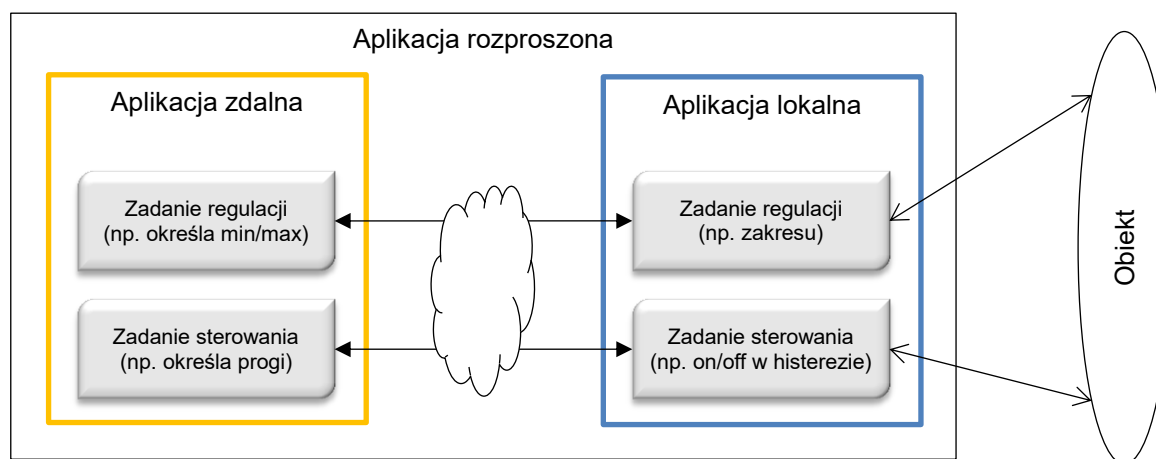 Aplikacja rozproszona
Aplikacja zdalna
Zadanie regulacji
(np. określa min/max)
Zadanie sterowania
(np. określa progi)
Aplikacja lokalna
Zadanie regulacji
(np. zakresu)
Zadanie sterowania
(np. on/off w histerezie)
Obiekt